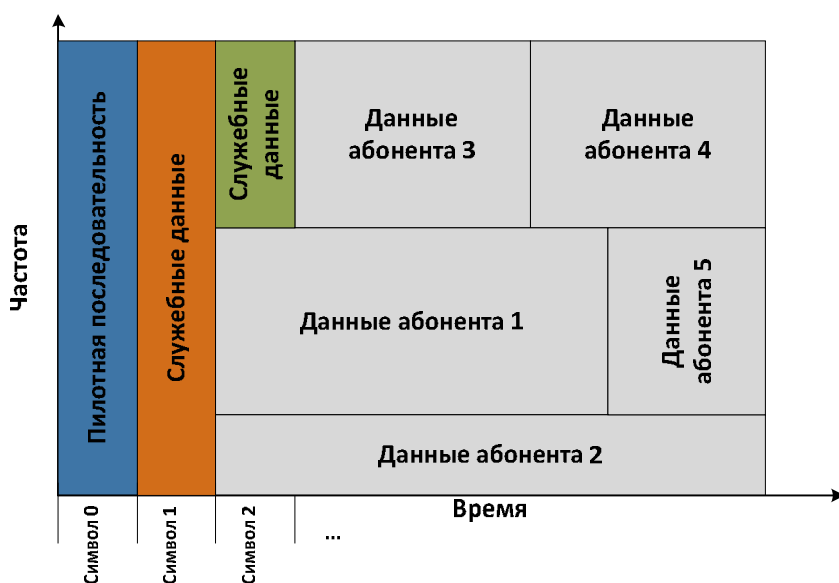 Частота
Пилотная последовательность
Служебные данные
Служебные
данные
Данные
абонента 3
Данные
абонента 4
Данные абонента 1
Данные
абонента 5
Данные абонента 2
Время
Символ 0
Символ 1
Символ 2
...